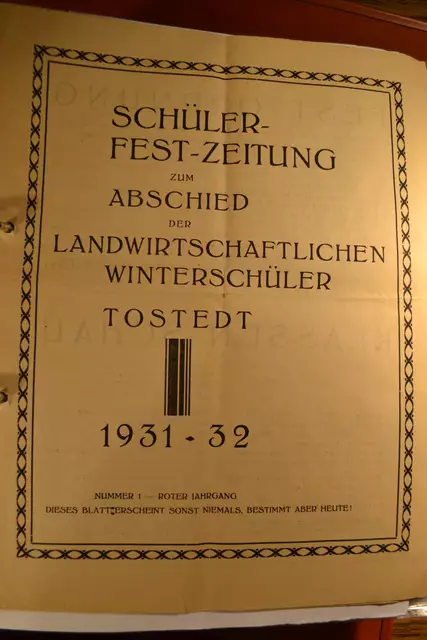 SCHÜLER-
FEST-ZEITUNG
ZUM
ABSCHIED
DER
LANDWIRTSCHAFTLICHEN
WINTERSCHÜLER
TOSTEDT
1931 - 32
NUMMER 1 — ROTER JAHRGANG
DIESES BLATT ERSCHEINT SONST NIEMALS, BESTIMMT ABER HEUTE!